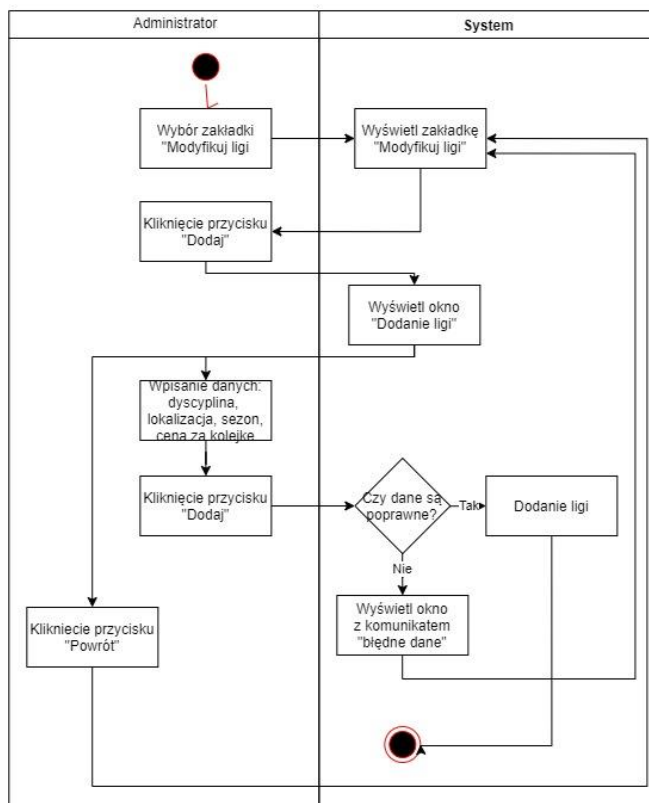 Administrator
System
Wybór zakładki
"Modyfikuj ligi
Wyświetl zakładkę
"Modyfikuj ligi"
Kliknięcie przycisku
"Dodaj"
Wyświetl okno
"Dodanie ligi"
Wpisanie danych:
dyscyplina,
lokalizacja, sezon,
cena za kolejke
Kliknięcie przycisku
"Dodaj"
Czy dane są
poprawne?
Tak
Dodanie ligi
Nie
Wyświetl okno
z komunikatem
"błędne dane"
Klikniecie przycisku
"Powrót"